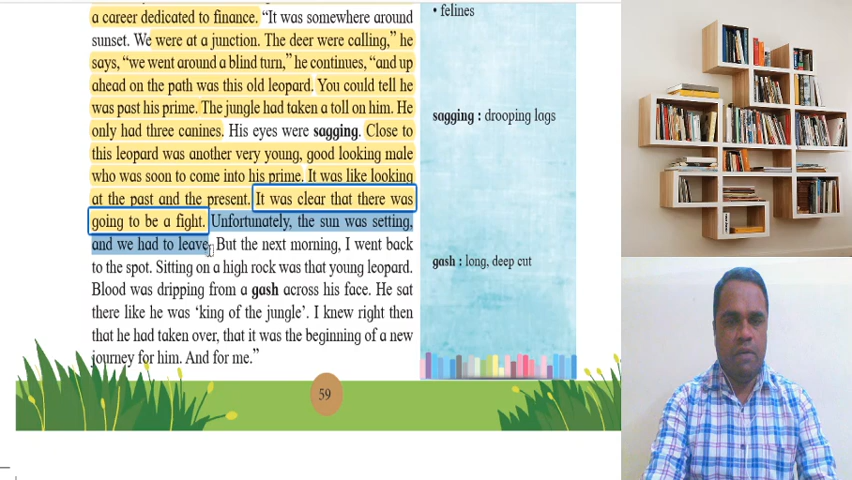 a career dedicated to finance. “It was somewhere around
sunset. We were at a junction. The deer were calling,” he
says, “we went around a blind turn,” he continues, “and up
ahead on the path was this old leopard. You could tell he
was past his prime. The jungle had taken a toll on him. He
only had three canines. His eyes were sagging. Close to
this leopard was another very young, good looking male
who was soon to come into his prime. It was like looking
at the past and the present. It was clear that there was
going to be a fight. Unfortunately, the sun was setting,
and we had to leave. But the next morning, I went back
to the spot. Sitting on a high rock was that young leopard.
Blood was dripping from a gash across his face. He sat
there like he was ‘king of the jungle’. I knew right then
that he had taken over, that it was the beginning of a new
journey for him. And for me.”
• felines
sagging : drooping lags
gash : long, deep cut
59